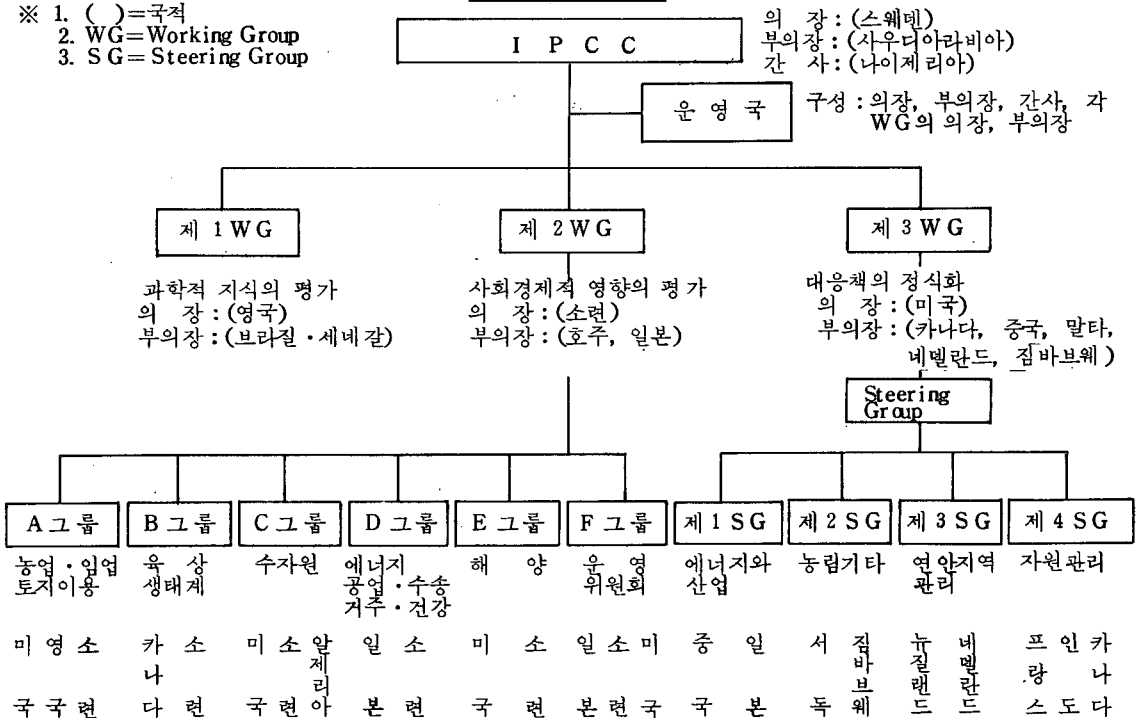 ※ 1. ( )=국적
2. WG=Working Group
3. SG=Steering Group
I P C C
의 장 : (스웨덴)
부의장 : (사우디아라비아)
간 사 : (나이제리아)
운 영 국
구성 : 의장, 부의장, 간사, 각
WG의 의장, 부의장
제 1 W G
제 2 W G
제 3 W G
과학적 지식의 평가
의 장 : (영국)
부의장 : (브라질・세네갈)
사회경제적 영향의 평가
의 장 : (소련)
부의장 : (호주, 일본)
대응책의 정식화
의 장 : (미국)
부의장 : (카나다, 중국, 말타,
네델란드, 짐바브웨)
Steering
Group
A 그룹
B 그룹
C 그룹
D 그룹
E 그룹
F 그룹
제 1 SG
제 2 SG
제 3 SG
제 4 SG
농업・임업
토지이용
육 상
생태계
수자원
에너지
공업・수송
거주・건강
해 양
운 영
위원회
에너지와
산업
농림기타
연안지역
관리
자원관리
미국
영국
소련
카나다
소련
미국
소련
알제리아
일본
소련
미국
소련
일본
소련
미국
중국
일본
서독
짐바브웨
뉴질랜드
네델란드
프랑스
인도
카나다